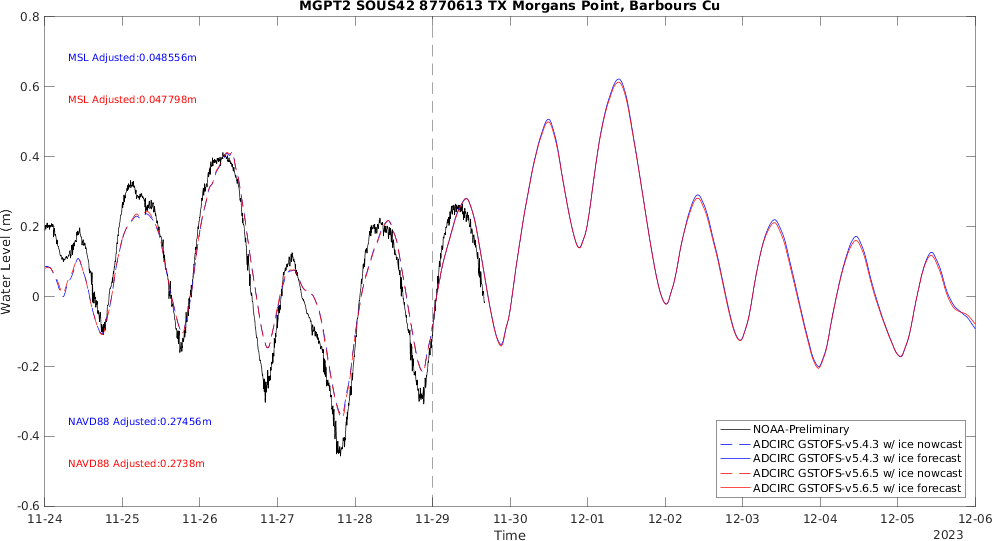 MGPT2 SOUS42 8770613 TX Morgans Point, Barbours Cu
0.8
0.6
0.4
0.2
0
-0.2
-0.4
-0.6
Water Level (m)
MSL Adjusted:0.048556m
MSL Adjusted:0.047798m
NAVD88 Adjusted:0.27456m
NAVD88 Adjusted:0.2738m
NOAA-Preliminary
ADCIRC GSTOFS-v5.4.3 w/ ice nowcast
ADCIRC GSTOFS-v5.4.3 w/ ice forecast
ADCIRC GSTOFS-v5.6.5 w/ ice nowcast
ADCIRC GSTOFS-v5.6.5 w/ ice forecast
11-24 11-25 11-26 11-27 11-28 11-29 11-30 12-01 12-02 12-03 12-04 12-05 12-06
Time
2023